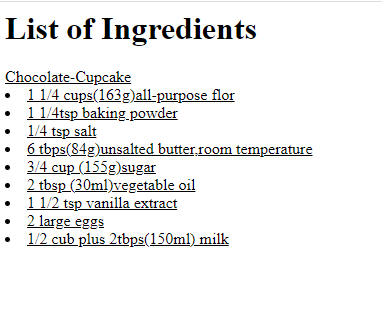 List of Ingredients
Chocolate-Cupcake
• 1 1/4 cups(163g)all-purpose flor
• 1 1/4tsp baking powder
• 1/4 tsp salt
• 6 tbps(84g)unsalted butter,room temperature
• 3/4 cup (155g)sugar
• 2 tbsp (30ml)vegetable oil
• 1 1/2 tsp vanilla extract
• 2 large eggs
• 1/2 cub plus 2tbps(150ml) milk